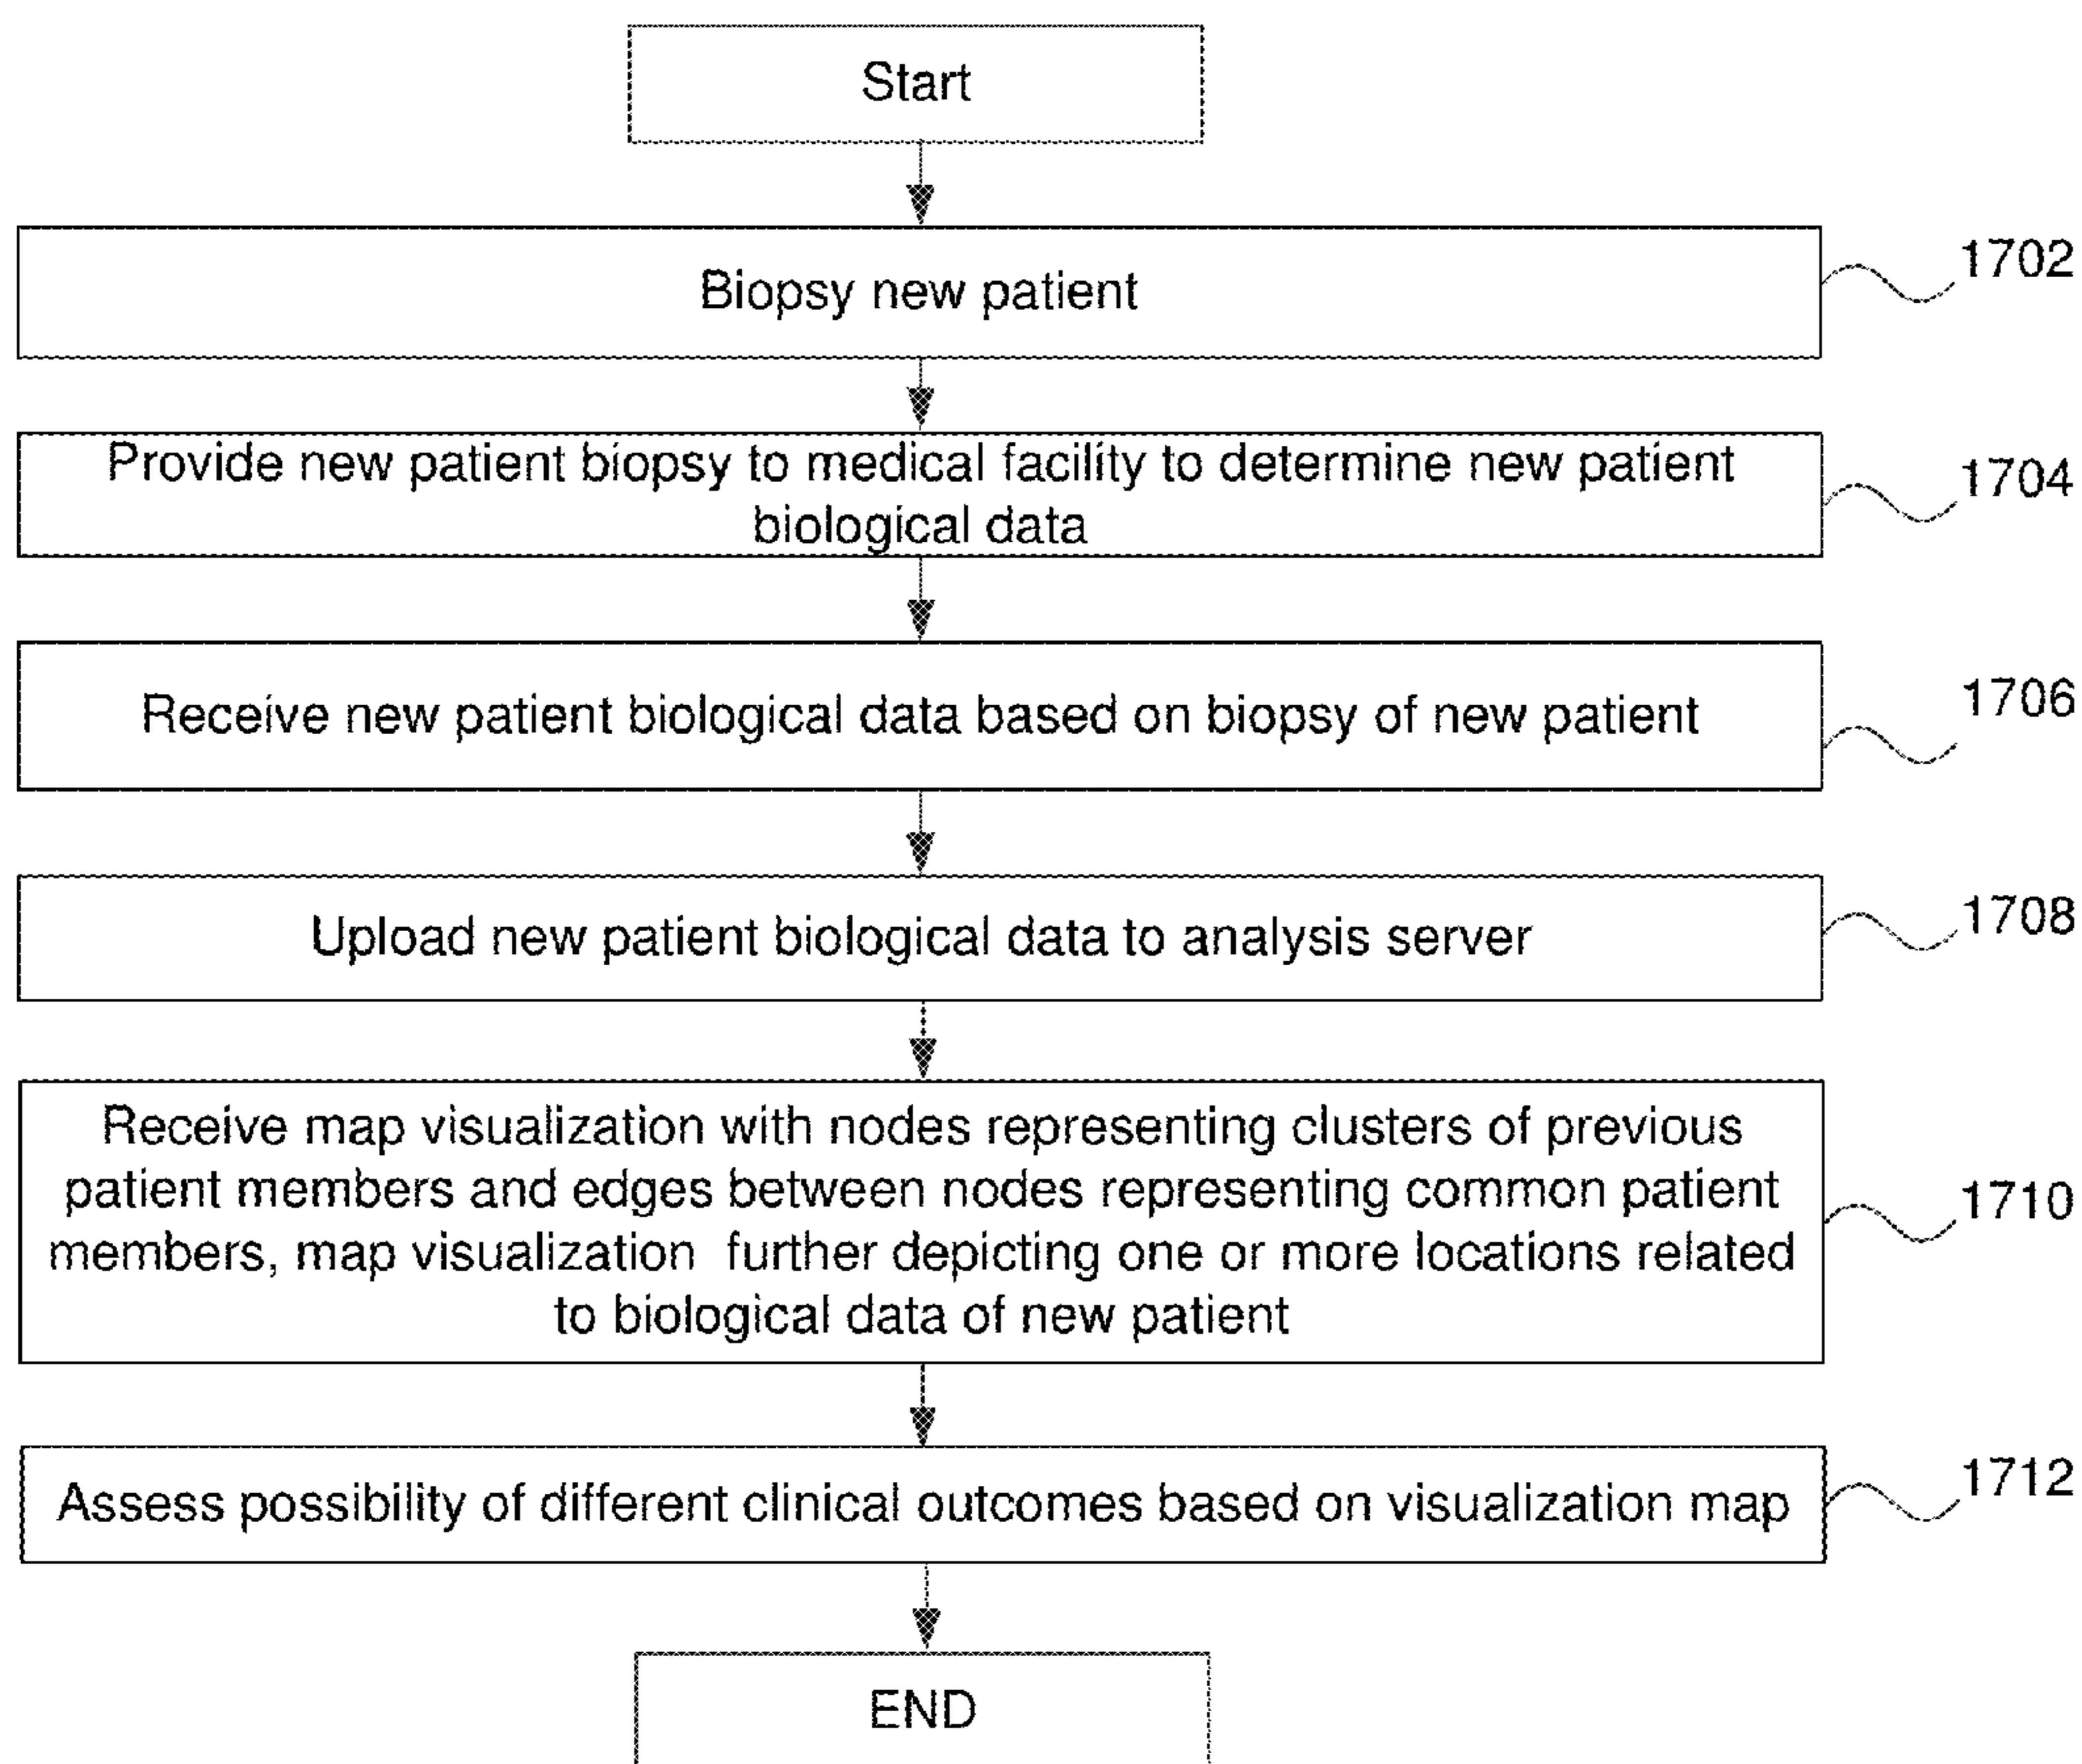 Start
Biopsy new patient
1702
Provide new patient biopsy to medical facility to determine new patient
biological data
1704
Receive new patient biological data based on biopsy of new patient
1706
Upload new patient biological data to analysis server
1708
Receive map visualization with nodes representing clusters of previous
patient members and edges between nodes representing common patient
members, map visualization further depicting one or more locations related
to biological data of new patient
1710
Assess possibility of different clinical outcomes based on visualization map
1712
END